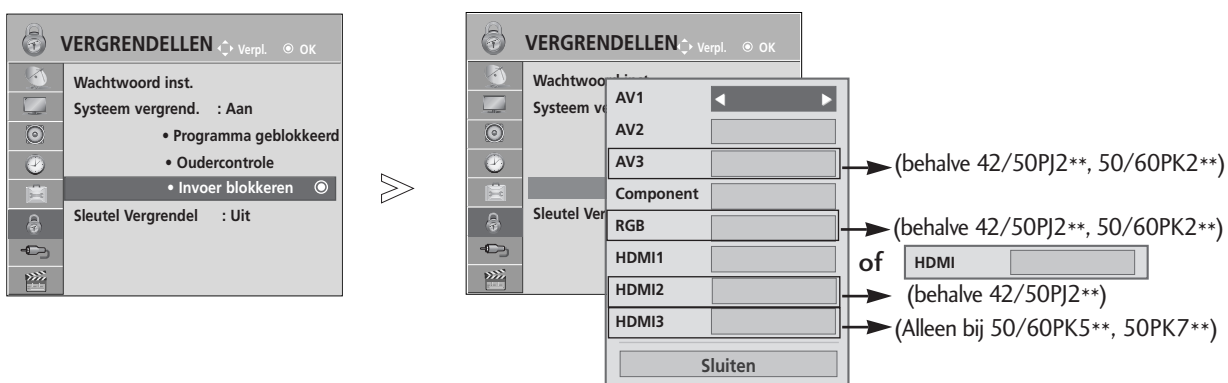 VERGRENDELLEN Verpl. OK
Wachtwoord inst.
Systeem vergrend. : Aan
• Programma geblokkeerd
• Oudercontrole
• Invoer blokkeren
Sleutel Vergrendel : Uit
VERGRENDELLEN Verpl. OK
Wachtwoord
Systeem ve
Sleutel Ver
AV1
AV2
AV3 (behalve 42/50PJ2**, 50/60PK2**)
Component
RGB (behalve 42/50PJ2**, 50/60PK2**)
HDMI1 of HDMI
HDMI2 (behalve 42/50PJ2**)
HDMI3 (Alleen bij 50/60PK5**, 50PK7**)
Sluiten